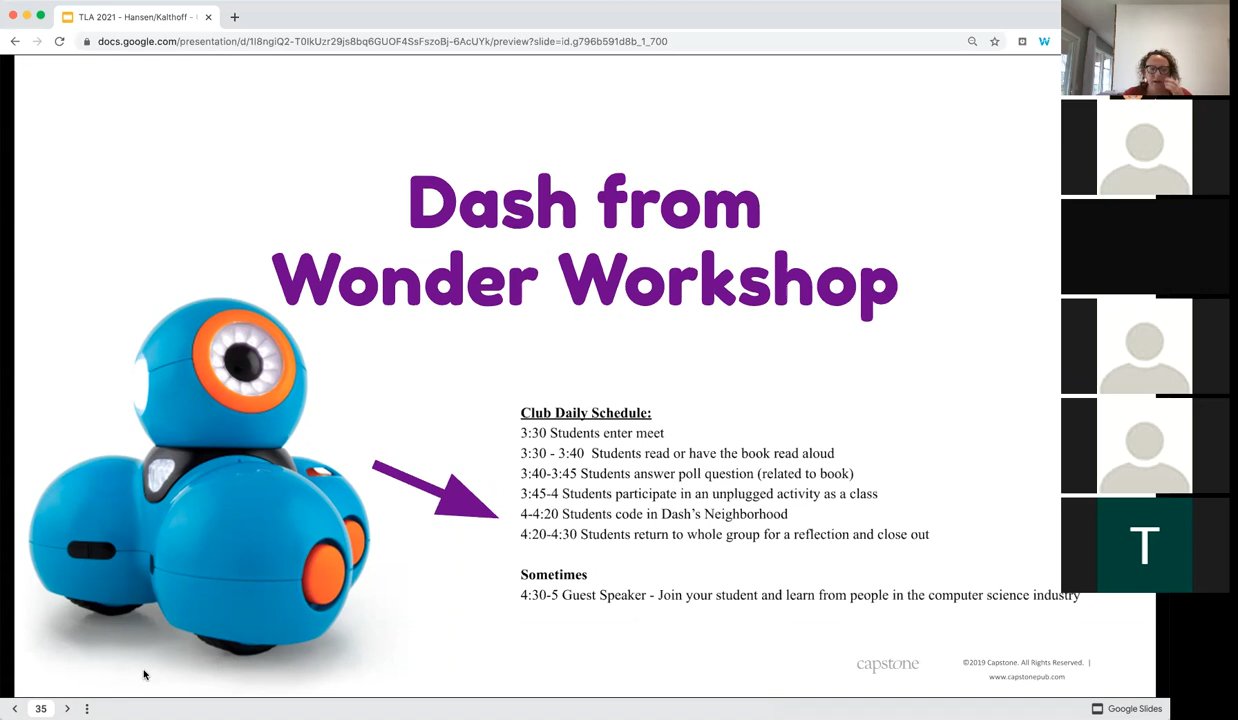 TLA 2021 - Hansen/Kalthoff -
docs.google.com/presentation/d/1I8ngiQ2-T0IkUzr29js8bq6GUOF4SsFszoBj-6AcUYk/preview?slide=id.g796b591d8b_1_700
W
Dash from
Wonder Workshop
Club Daily Schedule:
3:30 Students enter meet
3:30 - 3:40 Students read or have the book read aloud
3:40-3:45 Students answer poll question (related to book)
3:45-4 Students participate in an unplugged activity as a class
4-4:20 Students code in Dash’s Neighborhood
4:20-4:30 Students return to whole group for a reflection and close out
Sometimes
4:30-5 Guest Speaker - Join your student and learn from people in the computer science industry
T
capstone
©2019 Capstone. All Rights Reserved. |
www.capstonepub.com
35
Google Slides